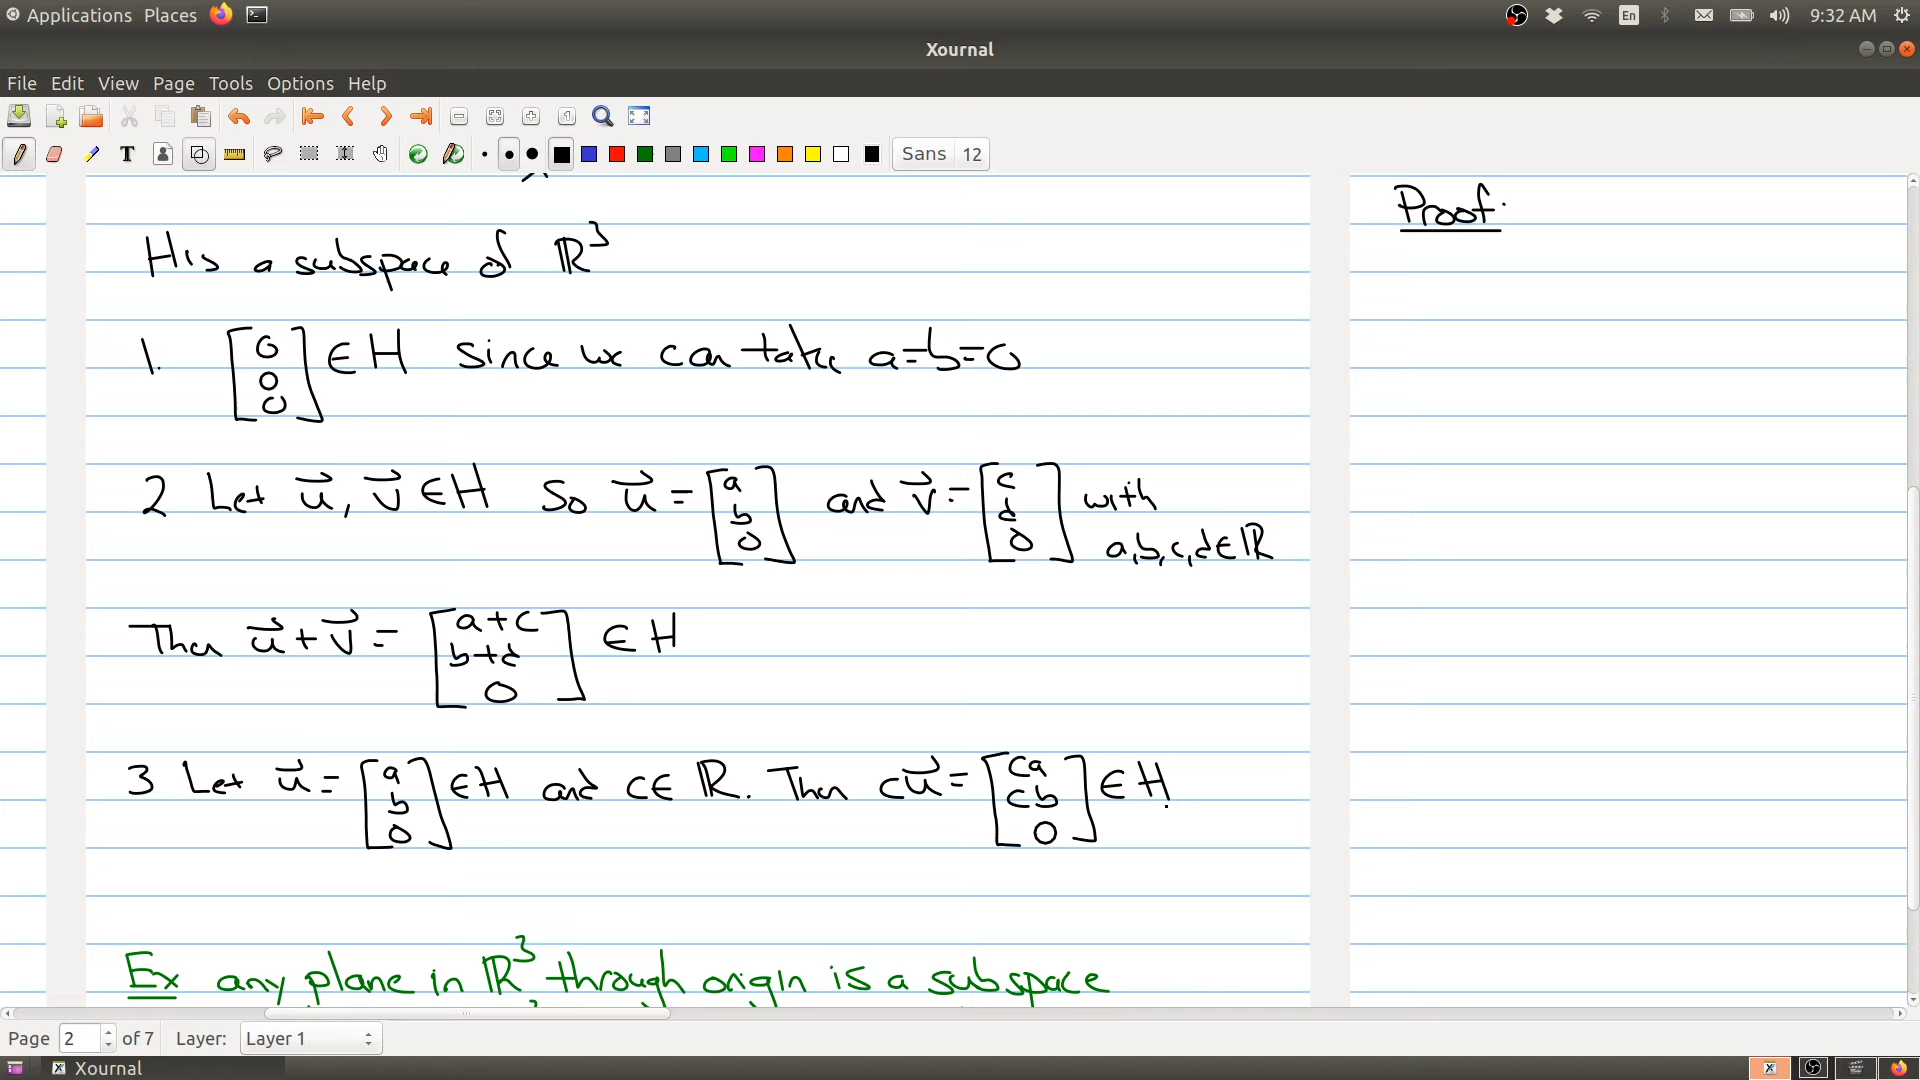 Applications Places En 9:32 AM
Xournal
File Edit View Page Tools Options Help
T Sans 12
H is a subspace of ℝ³
1. [0 0 0] ∈ H since we can take a=b=0
2 Let u⃗, v⃗ ∈ H So u⃗ = [a b 0] and v⃗ = [c d 0] with
a,b,c,d ∈ ℝ
Then u⃗ + v⃗ = [a+c b+d 0] ∈ H
3 Let u⃗ = [a b 0] ∈ H and c ∈ ℝ. Then cu⃗ = [ca cb 0] ∈ H.
Ex any plane in ℝ³ through origin is a subspace
Proof.
Page 2 of 7 Layer: Layer 1
Xournal